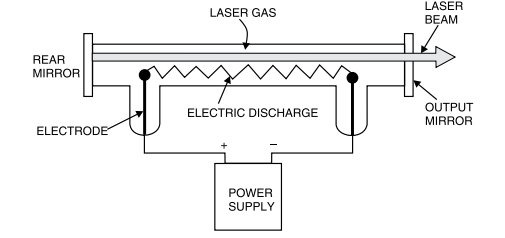 LASER GAS
LASER
BEAM
REAR
MIRROR
ELECTRIC DISCHARGE
OUTPUT
MIRROR
ELECTRODE
+
−
POWER
SUPPLY